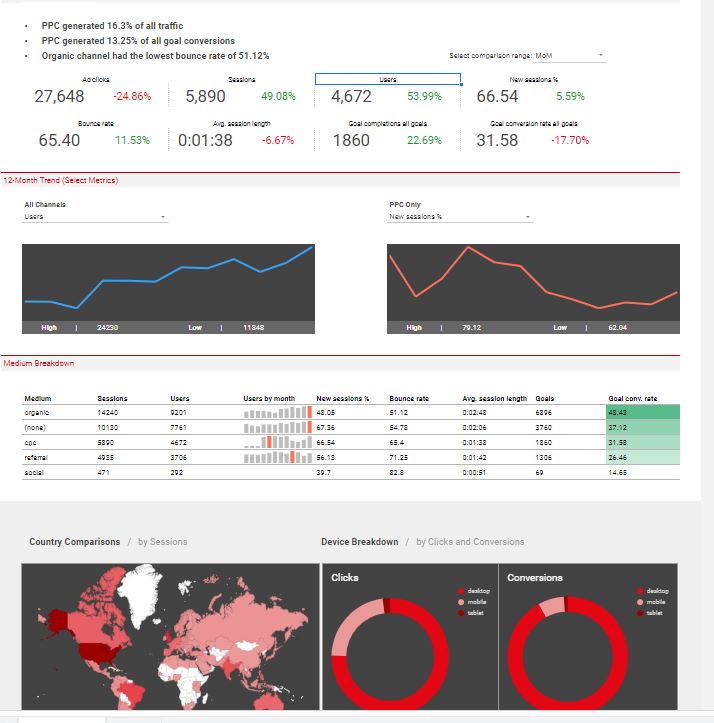 • PPC generated 16.3% of all traffic
• PPC generated 13.25% of all goal conversions
• Organic channel had the lowest bounce rate of 51.12%
Select comparison range: MoM
Ad clicks Sessions Users New sessions %
27,648 -24.86% 5,890 49.08% 4,672 53.99% 66.54 5.59%
Bounce rate Avg. session length Goal completions all goals Goal conversion rate all goals
65.40 11.53% 0:01:38 -6.67% 1860 22.69% 31.58 -17.70%
12-Month Trend (Select Metrics)
All Channels PPC Only
Users New sessions %
High | 24230 Low | 11848 High | 79.12 Low | 62.04
Medium Breakdown
Medium Sessions Users Users by month New sessions % Bounce rate Avg. session length Goals Goal conv. rate
organic 14240 9201 48.05 51.12 0:02:48 6896 48.43
(none) 10130 7761 67.36 54.78 0:02:06 3760 37.12
cpc 5890 4672 66.54 65.4 0:01:38 1860 31.58
referral 4935 3706 56.13 71.25 0:01:42 1306 26.46
social 471 292 39.7 82.8 0:00:51 69 14.65
Country Comparisons / by Sessions Device Breakdown / by Clicks and Conversions
Clicks Conversions
desktop desktop
mobile mobile
tablet tablet